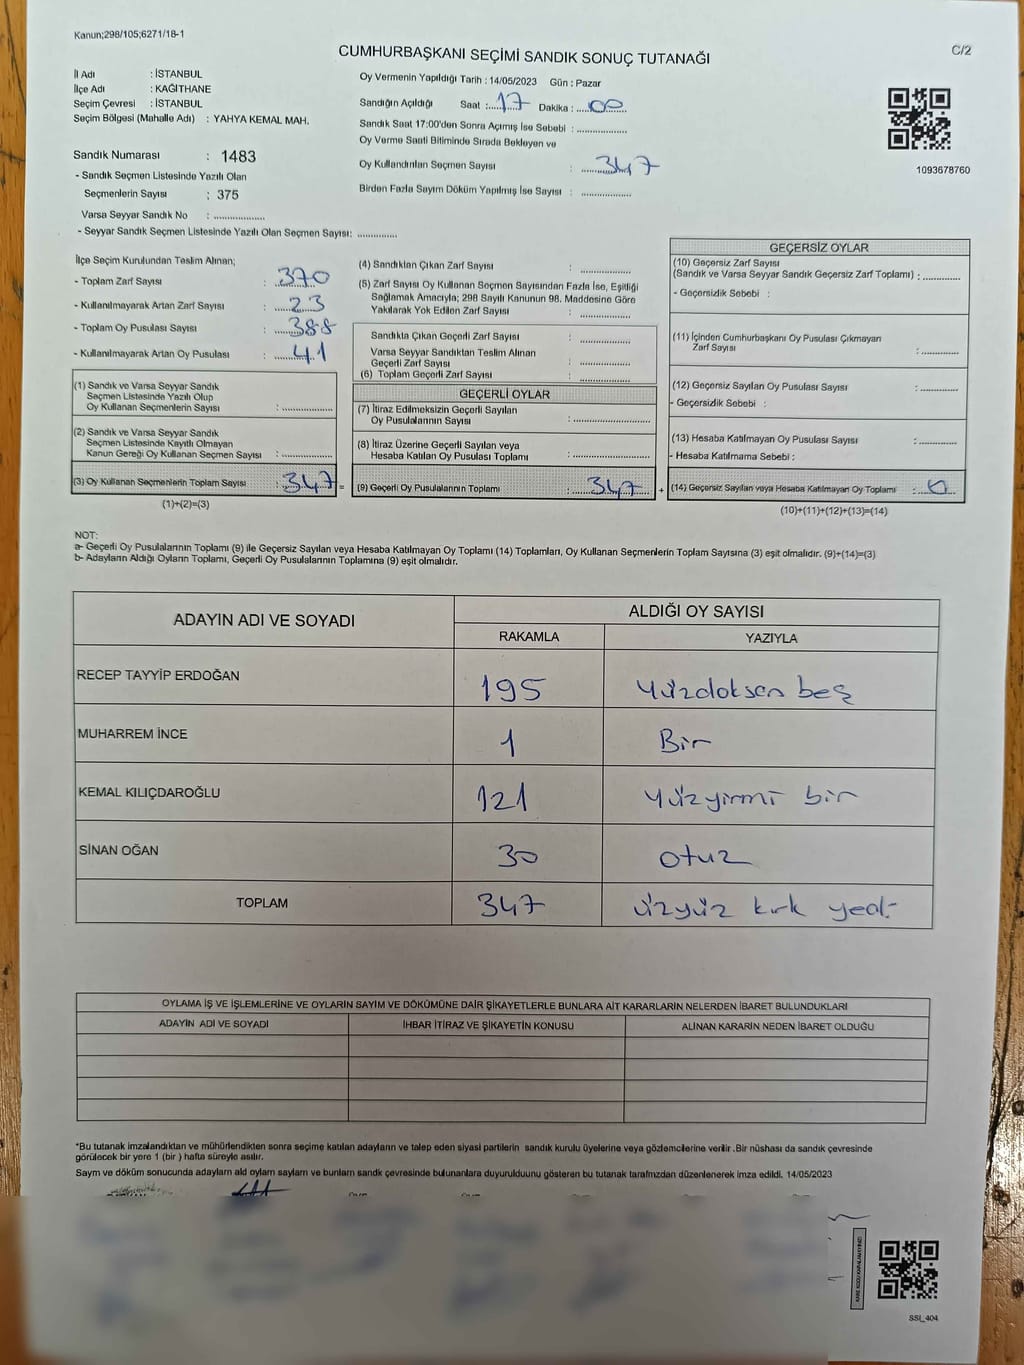 Kanun;298/105;6271/18-1
CUMHURBAŞKANI SEÇİMİ SANDIK SONUÇ TUTANAĞI
C/2
İl Adı : İSTANBUL
İlçe Adı : KAĞITHANE
Seçim Çevresi : İSTANBUL
Seçim Bölgesi (Mahalle Adı) : YAHYA KEMAL MAH.
Sandık Numarası : 1483
- Sandık Seçmen Listesinde Yazılı Olan
Seçmenlerin Sayısı : 375
Varsa Seyyar Sandık No : ................
- Seyyar Sandık Seçmen Listesinde Yazılı Olan Seçmen Sayısı: ............
Oy Vermenin Yapıldığı Tarih : 14/05/2023 Gün : Pazar
Sandığın Açıldığı Saat : 17 Dakika : 00
Sandık Saat 17:00'den Sonra Açımış İse Sebebi : ................
Oy Verme Saati Bitiminde Sırada Bekleyen ve
Oy Kullandırılan Seçmen Sayısı : 347
Birden Fazla Sayım Döküm Yapılmış İse Sayısı : ................
1093678760
İlçe Seçim Kurulundan Teslim Alınan;
- Toplam Zarf Sayısı : 370
- Kullanılmayarak Artan Zarf Sayısı : 23
- Toplam Oy Pusulası Sayısı : 388
- Kullanılmayarak Artan Oy Pusulası : 41
(1) Sandık ve Varsa Seyyar Sandık
Seçmen Listesinde Yazılı Olup
Oy Kullanan Seçmenlerin Sayısı : ................
(2) Sandık ve Varsa Seyyar Sandık
Seçmen Listesinde Kayıtlı Olmayan
Kanun Gereği Oy Kullanan Seçmen Sayısı : ................
(3) Oy Kullanan Seçmenlerin Toplam Sayısı : 347 =
(1)+(2)=(3)
(4) Sandıktan Çıkan Zarf Sayısı : ................
(5) Zarf Sayısı Oy Kullanan Seçmen Sayısından Fazla İse, Eşitliği
Sağlamak Amacıyla; 298 Sayılı Kanunun 98. Maddesine Göre
Yakılarak Yok Edilen Zarf Sayısı : ................
Sandıkta Çıkan Geçerli Zarf Sayısı : ................
Varsa Seyyar Sandıktan Teslim Alınan
Geçerli Zarf Sayısı : ................
(6) Toplam Geçerli Zarf Sayısı : ................
GEÇERLİ OYLAR
(7) İtiraz Edilmeksizin Geçerli Sayılan
Oy Pusulalarının Sayısı : ................
(8) İtiraz Üzerine Geçerli Sayılan veya
Hesaba Katılan Oy Pusulası Toplamı : ................
(9) Geçerli Oy Pusulalarının Toplamı : 347 +
GEÇERSİZ OYLAR
(10) Geçersiz Zarf Sayısı
(Sandık ve Varsa Seyyar Sandık Geçersiz Zarf Toplamı) : ............
- Geçersizlik Sebebi :
(11) İçinden Cumhurbaşkanı Oy Pusulası Çıkmayan
Zarf Sayısı : ............
(12) Geçersiz Sayılan Oy Pusulası Sayısı : ............
- Geçersizlik Sebebi :
(13) Hesaba Katılmayan Oy Pusulası Sayısı : ............
- Hesaba Katılmama Sebebi :
(14) Geçersiz Sayılan veya Hesaba Katılmayan Oy Toplamı : 0
(10)+(11)+(12)+(13)=(14)
NOT:
a- Geçerli Oy Pusulalarının Toplamı (9) ile Geçersiz Sayılan veya Hesaba Katılmayan Oy Toplamı (14) Toplamları, Oy Kullanan Seçmenlerin Toplam Sayısına (3) eşit olmalıdır. (9)+(14)=(3)
b- Adayların Aldığı Oyların Toplamı, Geçerli Oy Pusulalarının Toplamına (9) eşit olmalıdır.
ADAYIN ADI VE SOYADI
ALDIĞI OY SAYISI
RAKAMLA YAZIYLA
RECEP TAYYİP ERDOĞAN 195 Yüzdoksan beş
MUHARREM İNCE 1 Bir
KEMAL KILIÇDAROĞLU 121 Yüzyirmi bir
SİNAN OĞAN 30 otuz
TOPLAM 347 üçyüz kırk yedi
OYLAMA İŞ VE İŞLEMLERİNE VE OYLARIN SAYIM VE DÖKÜMÜNE DAİR ŞİKAYETLERLE BUNLARA AİT KARARLARIN NELERDEN İBARET BULUNDUKLARI
ADAYIN ADI VE SOYADI İHBAR İTİRAZ VE ŞİKAYETİN KONUSU ALINAN KARARIN NEDEN İBARET OLDUĞU
*Bu tutanak imzalandıktan ve mühürlendikten sonra seçime katılan adayların ve talep eden siyasi partilerin sandık kurulu üyelerine veya gözlemcilerine verilir .Bir nüshası da sandık çevresinde
görülecek bir yere 1 (bir ) hafta süreyle asılır.
Sayım ve döküm sonucunda adayların ald oyların sayları ve bunların sandık çevresinde bulunanlara duyurulduunu gösteren bu tutanak tarafımzdan düzenlenerek imza edildi. 14/05/2023
SSI_404